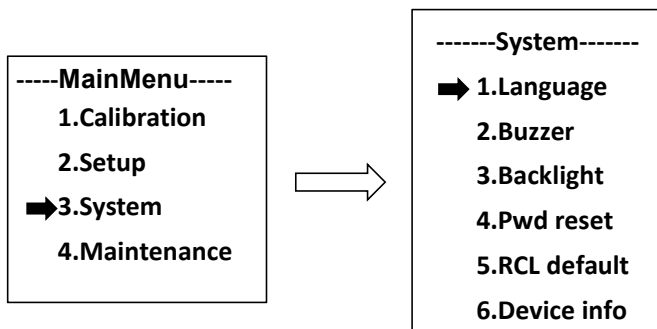 -----MainMenu-----
1.Calibration
2.Setup
3.System
4.Maintenance
-------System-------
1.Language
2.Buzzer
3.Backlight
4.Pwd reset
5.RCL default
6.Device info